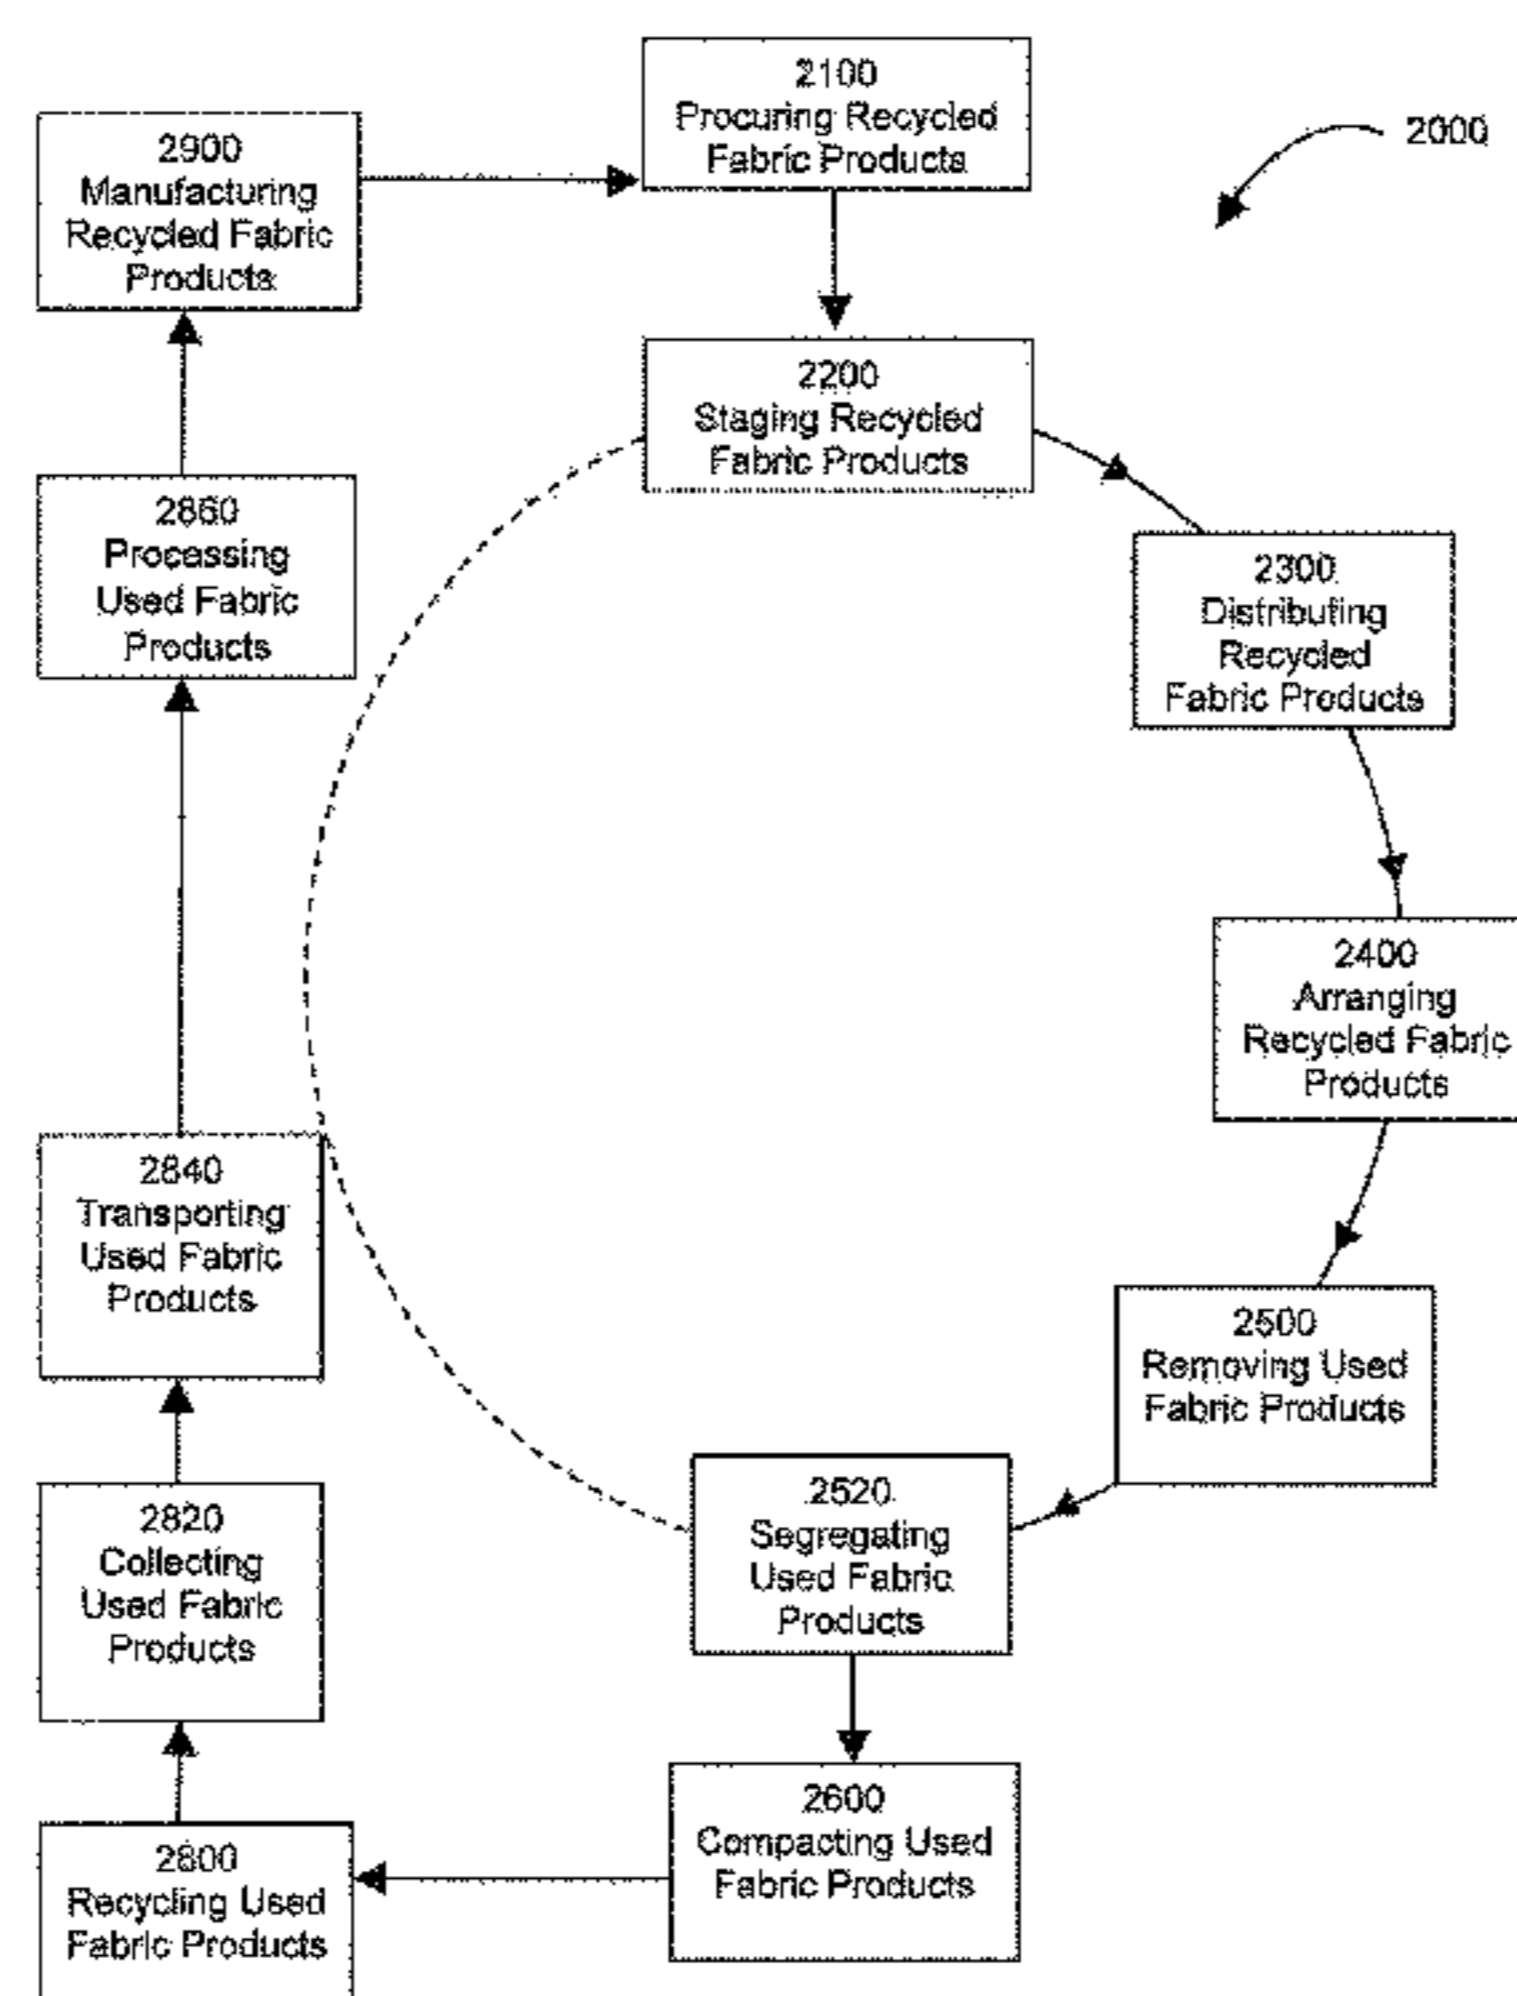 2100
Procuring Recycled
Fabric Products
2000
2900
Manufacturing
Recycled Fabric
Products
2200
Staging Recycled
Fabric Products
2860
Processing
Used Fabric
Products
2300
Distributing
Recycled
Fabric Products
2400
Arranging
Recycled Fabric
Products
2840
Transporting
Used Fabric
Products
2500
Removing Used
Fabric Products
2520
Segregating
Used Fabric
Products
2820
Collecting
Used Fabric
Products
2600
Compacting Used
Fabric Products
2800
Recycling Used
Fabric Products